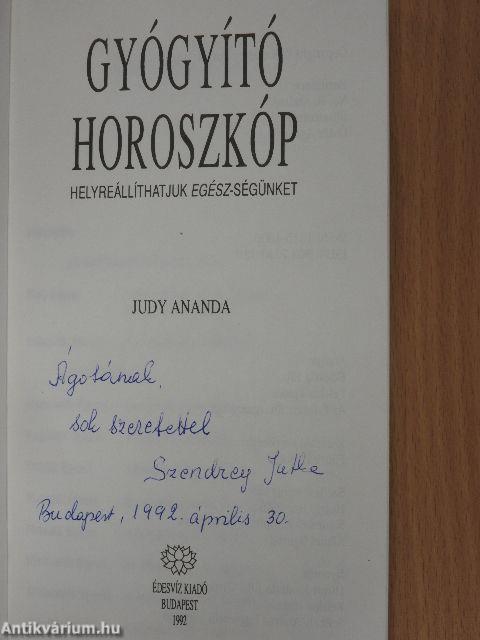 GYÓGYÍTÓ
HOROSZKÓP
HELYREÁLLÍTHATJUK EGÉSZ-SÉGÜNKET
JUDY ANANDA
Ágotának,
sok szeretettel
Szendrey Jutka
Budapest, 1992. április 30.
ÉDESVÍZ KIADÓ
BUDAPEST
1992
Antikvárium.hu